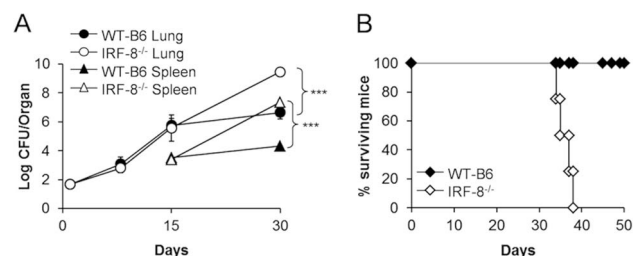 A
WT-B6 Lung
IRF-8-/- Lung
WT-B6 Spleen
IRF-8-/- Spleen
Log CFU/Organ
10
8
6
4
2
0
***
***
0
15
30
Days
B
% surviving mice
100
80
60
40
20
0
WT-B6
IRF-8-/-
0
10
20
30
40
50
Days